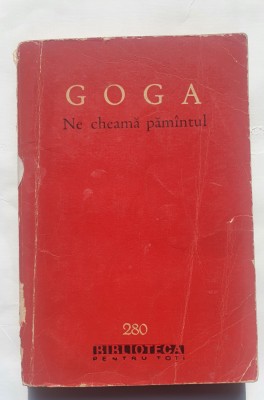 GOGA
Ne cheamă pămîntul
280
BIBLIOTECA
PENTRU TOȚI